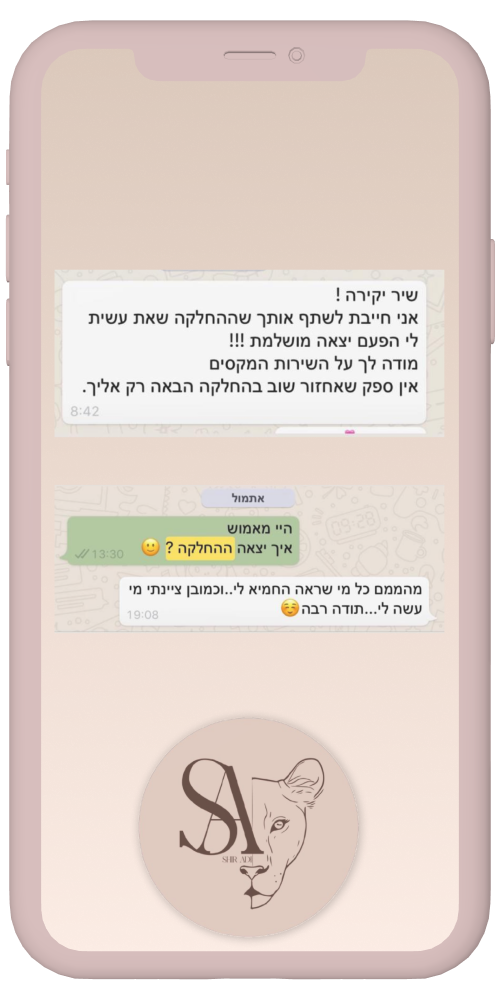 שיר יקירה !
אני חייבת לשתף אותך שההחלקה שאת עשית
לי הפעם יצאה מושלמת !!!
מודה לך על השירות המקסים
אין ספק שאחזור שוב בהחלקה הבאה רק אליך.
8:42
אתמול
היי מאמוש
איך יצאה ההחלקה ? 🙂
13:30
מהממם כל מי שראה החמיא לי..וכמובן ציינתי מי
עשה לי...תודה רבה☺️
19:08
SA
SHIR ADI